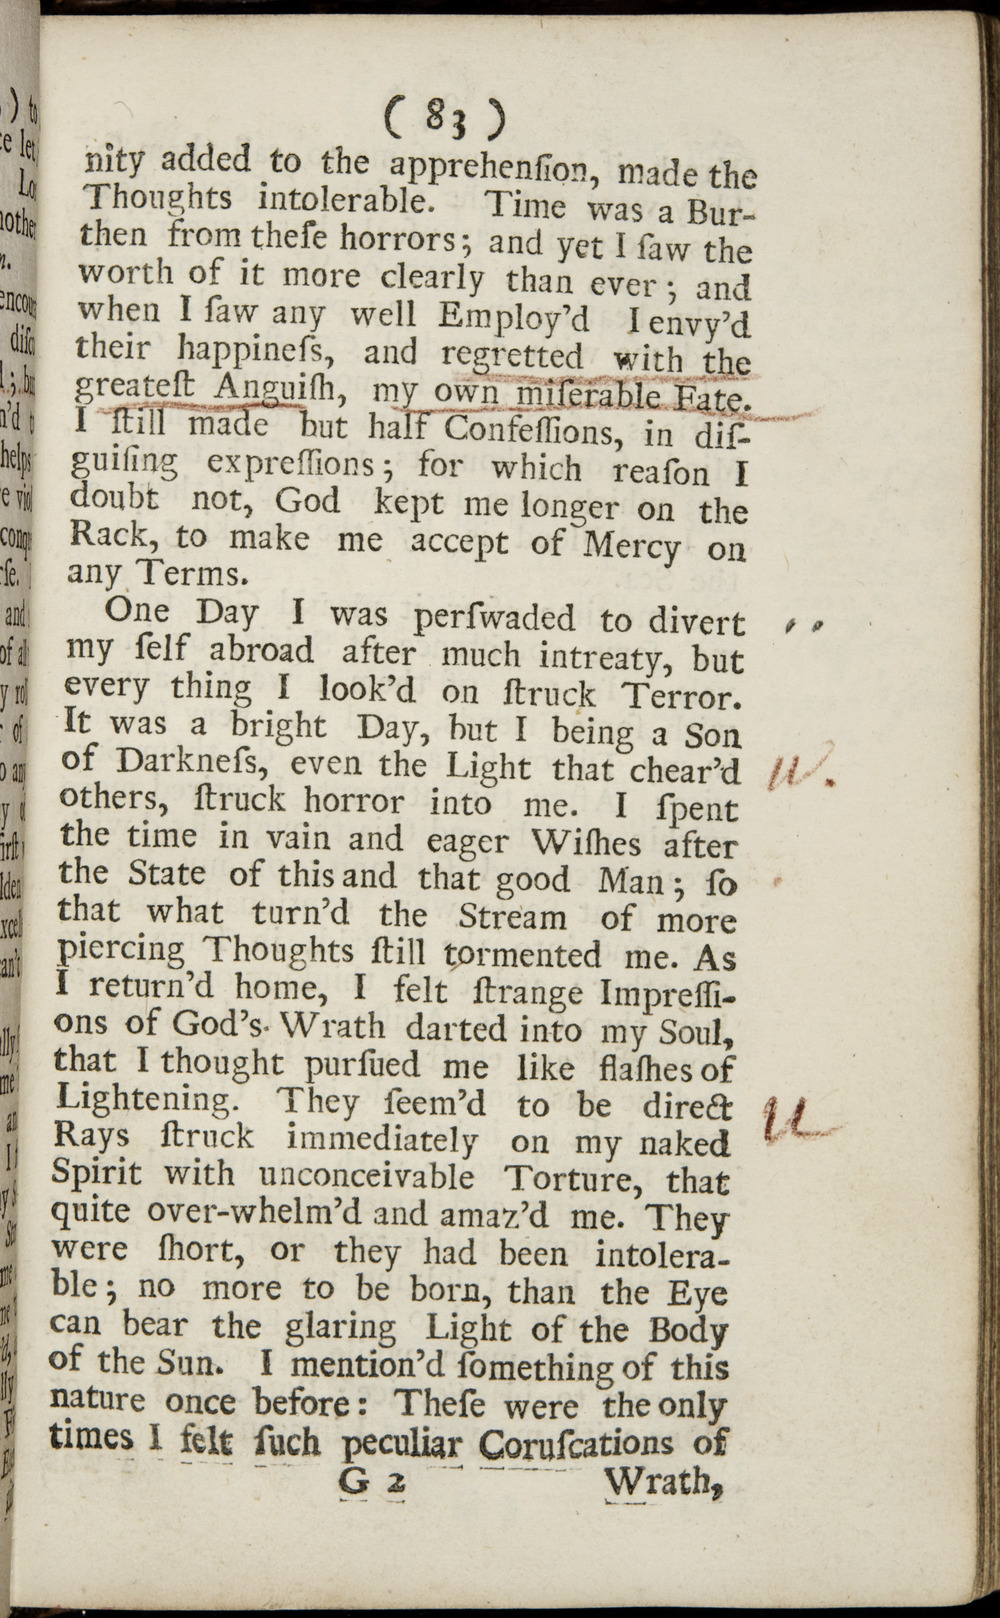 ( 83 )
nity added to the apprehenſion, made the
Thoughts intolerable. Time was a Bur-
then from theſe horrors; and yet I ſaw the
worth of it more clearly than ever; and
when I ſaw any well Employ'd I envy'd
their happineſs, and regretted with the
greateſt Anguiſh, my own miſerable Fate.
I ſtill made but half Confeſſions, in diſ-
guiſing expreſſions; for which reaſon I
doubt not, God kept me longer on the
Rack, to make me accept of Mercy on
any Terms.
One Day I was perſwaded to divert
my ſelf abroad after much intreaty, but
every thing I look'd on ſtruck Terror.
It was a bright Day, but I being a Son
of Darkneſs, even the Light that chear'd
others, ſtruck horror into me. I ſpent
the time in vain and eager Wiſhes after
the State of this and that good Man; ſo
that what turn'd the Stream of more
piercing Thoughts ſtill tormented me. As
I return'd home, I felt ſtrange Impreſſi-
ons of God's Wrath darted into my Soul,
that I thought purſued me like flaſhes of
Lightening. They ſeem'd to be direct
Rays ſtruck immediately on my naked
Spirit with unconceivable Torture, that
quite over-whelm'd and amaz'd me. They
were ſhort, or they had been intolera-
ble; no more to be born, than the Eye
can bear the glaring Light of the Body
of the Sun. I mention'd ſomething of this
nature once before: Theſe were the only
times I felt ſuch peculiar Coruſcations of
G 2 Wrath,